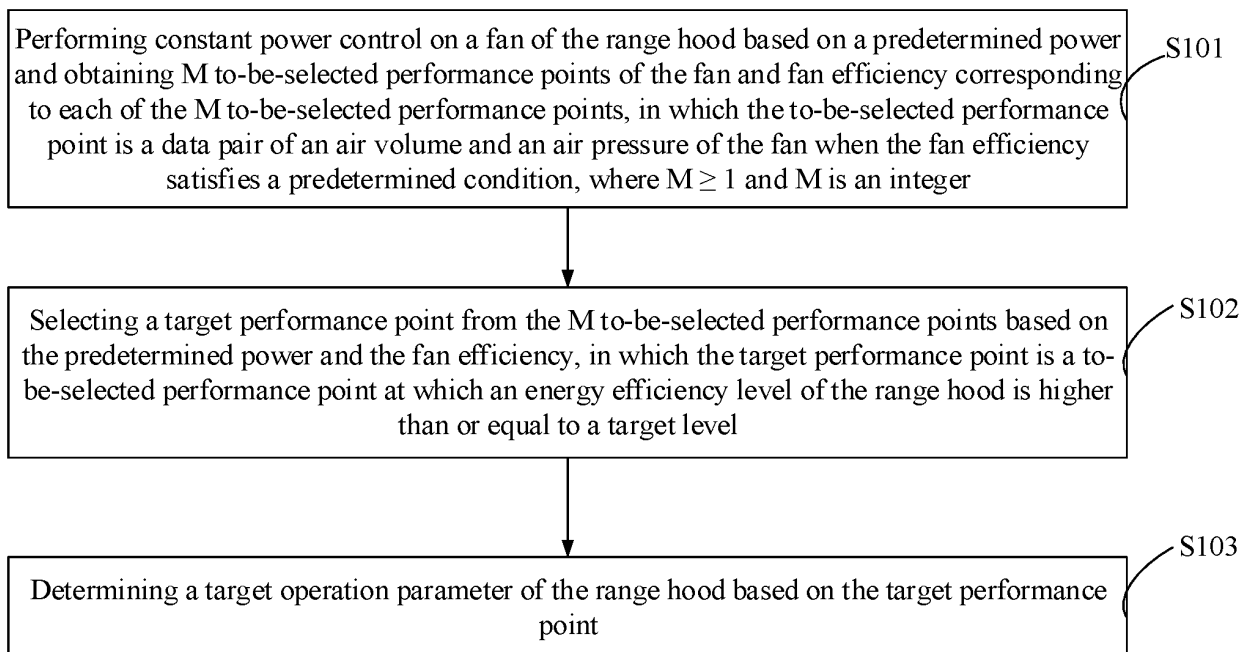 Performing constant power control on a fan of the range hood based on a predetermined power
and obtaining M to-be-selected performance points of the fan and fan efficiency corresponding
to each of the M to-be-selected performance points, in which the to-be-selected performance
point is a data pair of an air volume and an air pressure of the fan when the fan efficiency
satisfies a predetermined condition, where M ≥ 1 and M is an integer
S101
Selecting a target performance point from the M to-be-selected performance points based on
the predetermined power and the fan efficiency, in which the target performance point is a to-
be-selected performance point at which an energy efficiency level of the range hood is higher
than or equal to a target level
S102
Determining a target operation parameter of the range hood based on the target performance
point
S103